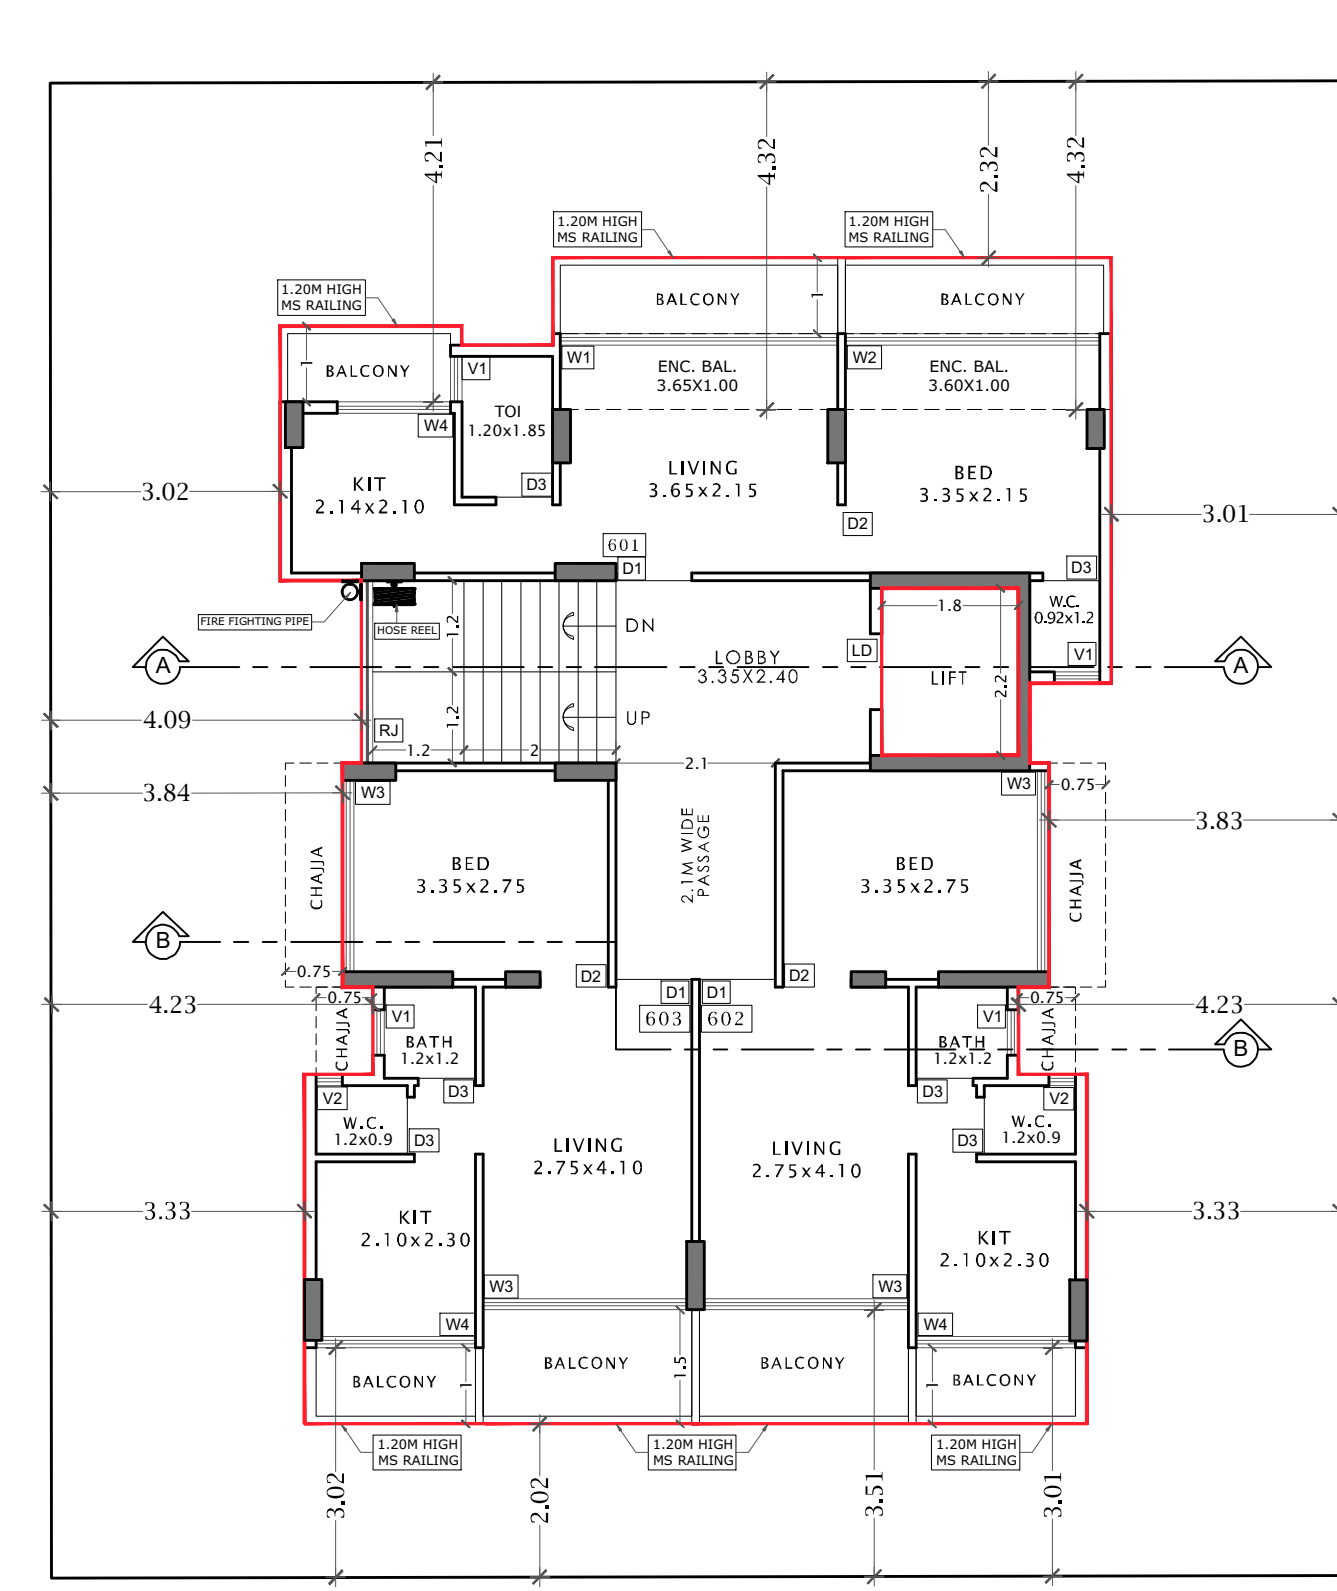 4.21
4.32
2.32
4.32
1.20M HIGH
MS RAILING
1.20M HIGH
MS RAILING
1.20M HIGH
MS RAILING
BALCONY
1
BALCONY
1
BALCONY
V1
W1
ENC. BAL.
3.65X1.00
W2
ENC. BAL.
3.60X1.00
W4
TOI
1.20x1.85
KIT
2.14x2.10
D3
LIVING
3.65x2.15
BED
3.35x2.15
3.02
3.01
D2
601
D1
D3
FIRE FIGHTING PIPE
HOSE REEL
1.2
DN
1.8
W.C.
0.92x1.2
A
LOBBY
3.35X2.40
LD
LIFT
2.2
V1
A
4.09
RJ
1.2
UP
1.2
2
2.1
3.84
W3
W3
0.75
3.83
CHAJJA
BED
3.35x2.75
2.1M WIDE
PASSAGE
BED
3.35x2.75
CHAJJA
B
0.75
D2
D2
4.23
0.75
D1
D1
0.75
4.23
CHAJJA
V1
603
602
V1
CHAJJA
BATH
1.2x1.2
BATH
1.2x1.2
B
V2
D3
D3
V2
W.C.
1.2x0.9
D3
D3
W.C.
1.2x0.9
LIVING
2.75x4.10
LIVING
2.75x4.10
3.33
3.33
KIT
2.10x2.30
KIT
2.10x2.30
W3
W3
W4
W4
BALCONY
1
BALCONY
1.5
BALCONY
1
BALCONY
1.20M HIGH
MS RAILING
1.20M HIGH
MS RAILING
1.20M HIGH
MS RAILING
3.02
2.02
3.51
3.01